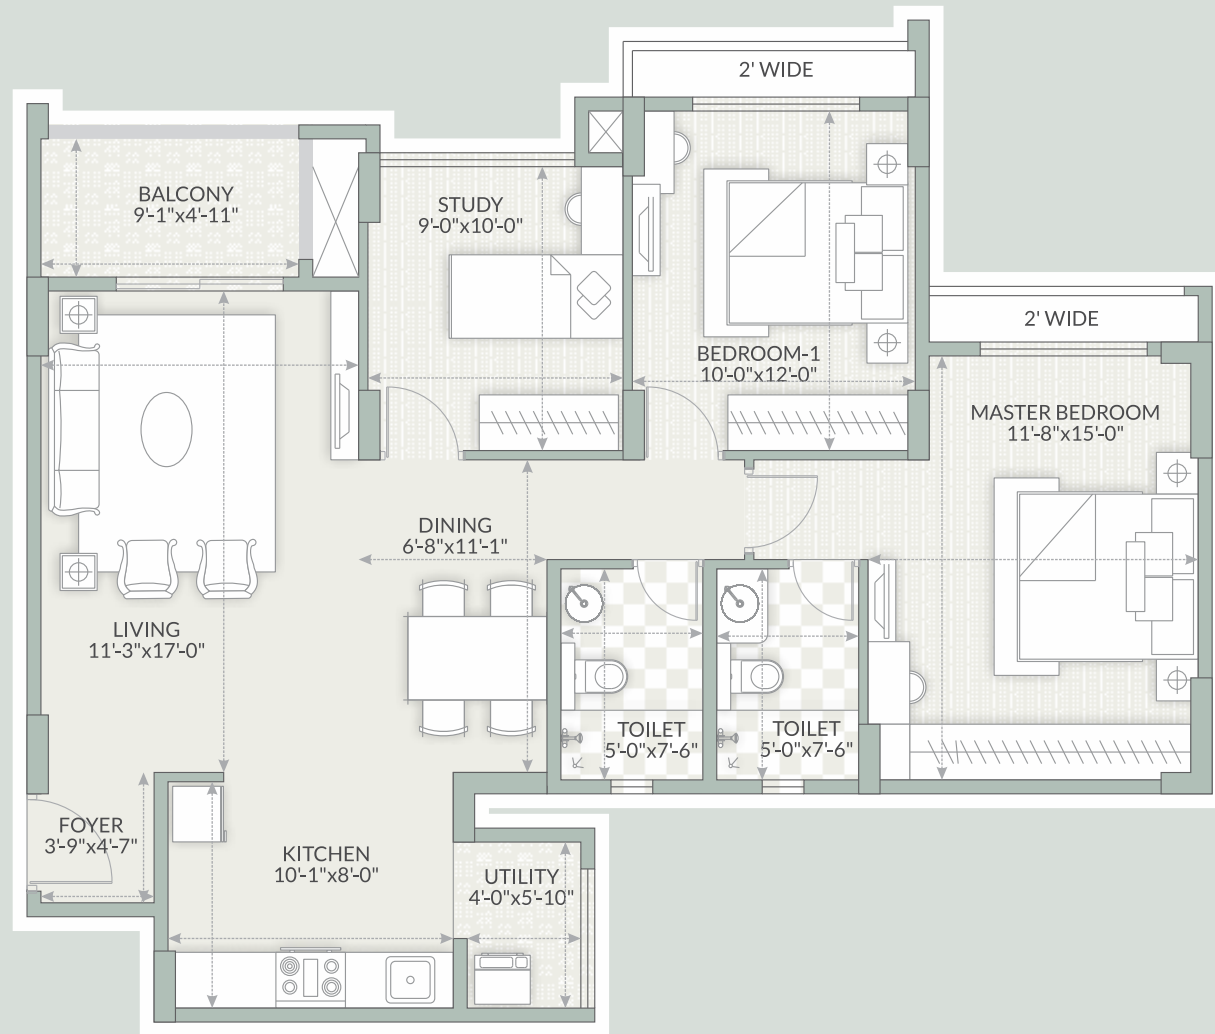 2' WIDE
BALCONY
9'-1"x4'-11"
STUDY
9'-0"x10'-0"
2' WIDE
BEDROOM-1
10'-0"x12'-0"
MASTER BEDROOM
11'-8"x15'-0"
DINING
6'-8"x11'-1"
LIVING
11'-3"x17'-0"
TOILET
5'-0"x7'-6"
TOILET
5'-0"x7'-6"
FOYER
3'-9"x4'-7"
KITCHEN
10'-1"x8'-0"
UTILITY
4'-0"x5'-10"